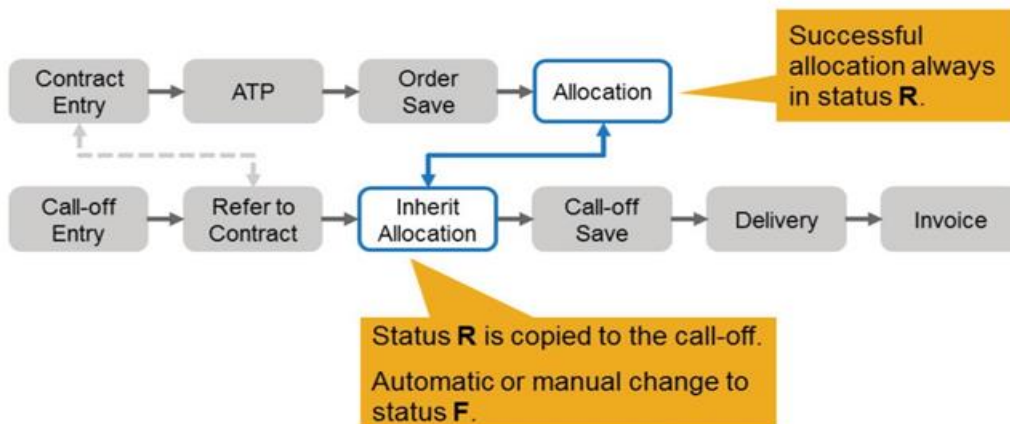 Successful
allocation always
in status R.
Contract
Entry
ATP
Order
Save
Allocation
Call-off
Entry
Refer to
Contract
Inherit
Allocation
Call-off
Save
Delivery
Invoice
Status R is copied to the call-off.
Automatic or manual change to
status F.